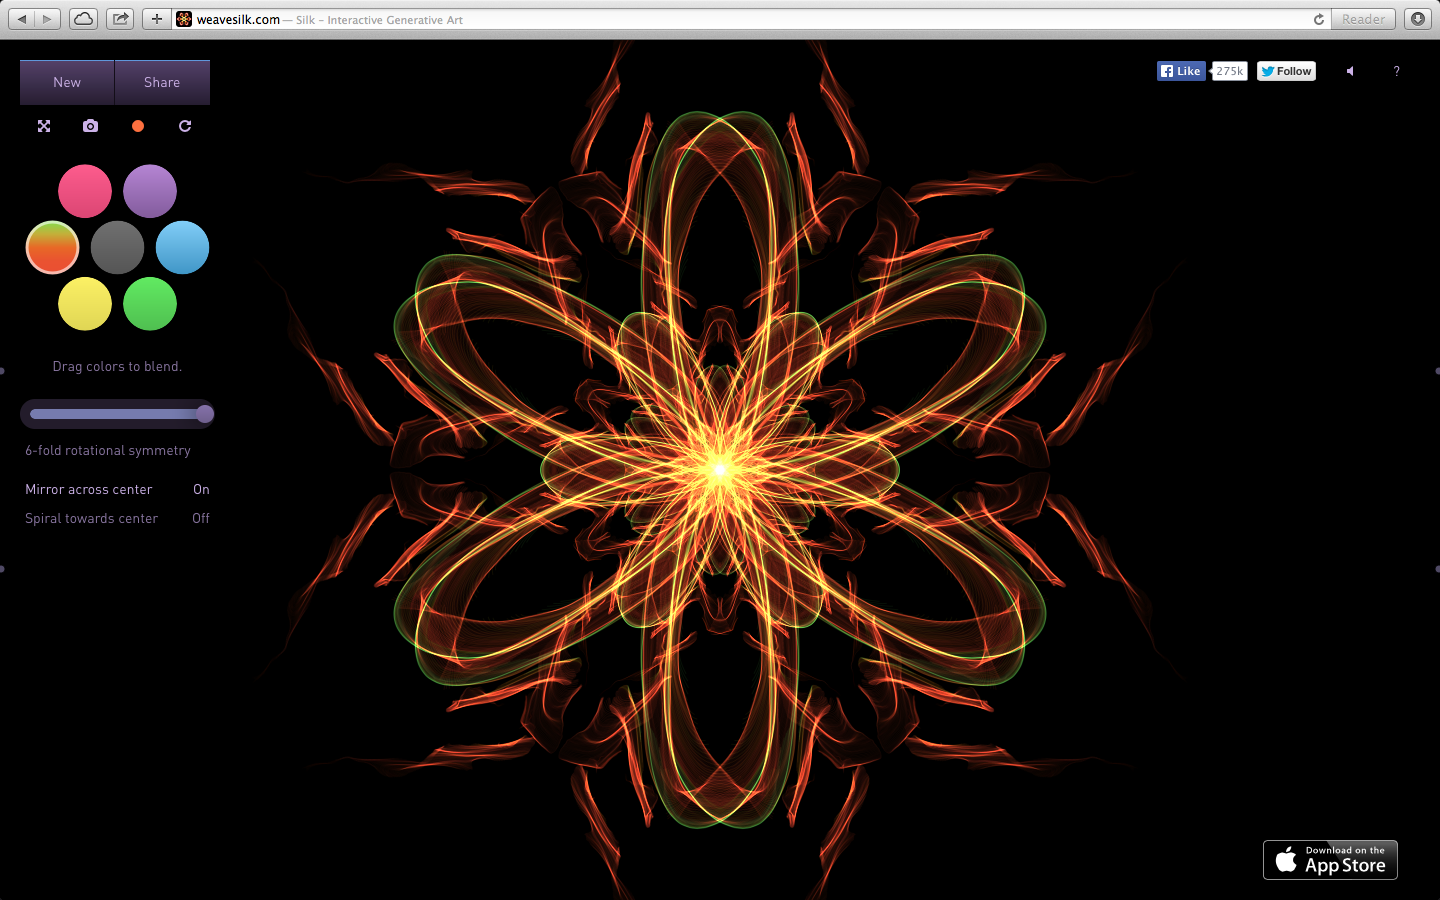 weavesilk.com — Silk – Interactive Generative Art
Reader
New
Share
Like
275k
Follow
?
Drag colors to blend.
6-fold rotational symmetry
Mirror across center On
Spiral towards center Off
Download on the
App Store